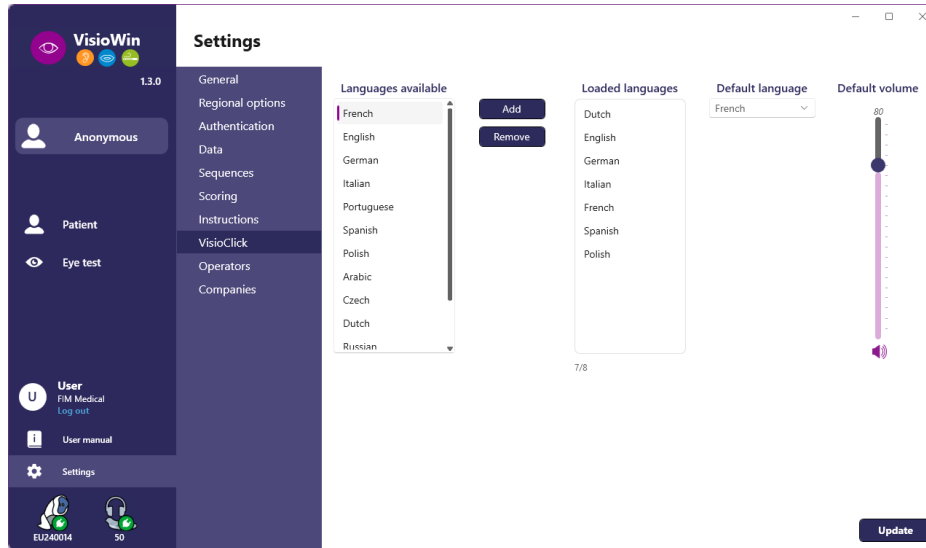 VisioWin
1.3.0
Anonymous
Patient
Eye test
U
User
FIM Medical
Log out
i
User manual
Settings
EU240014
50
Settings
General
Regional options
Authentication
Data
Sequences
Scoring
Instructions
VisioClick
Operators
Companies
Languages available
French
English
German
Italian
Portuguese
Spanish
Polish
Arabic
Czech
Dutch
Russian
Add
Remove
Loaded languages
Dutch
English
German
Italian
French
Spanish
Polish
7/8
Default language
French
Default volume
80
Update